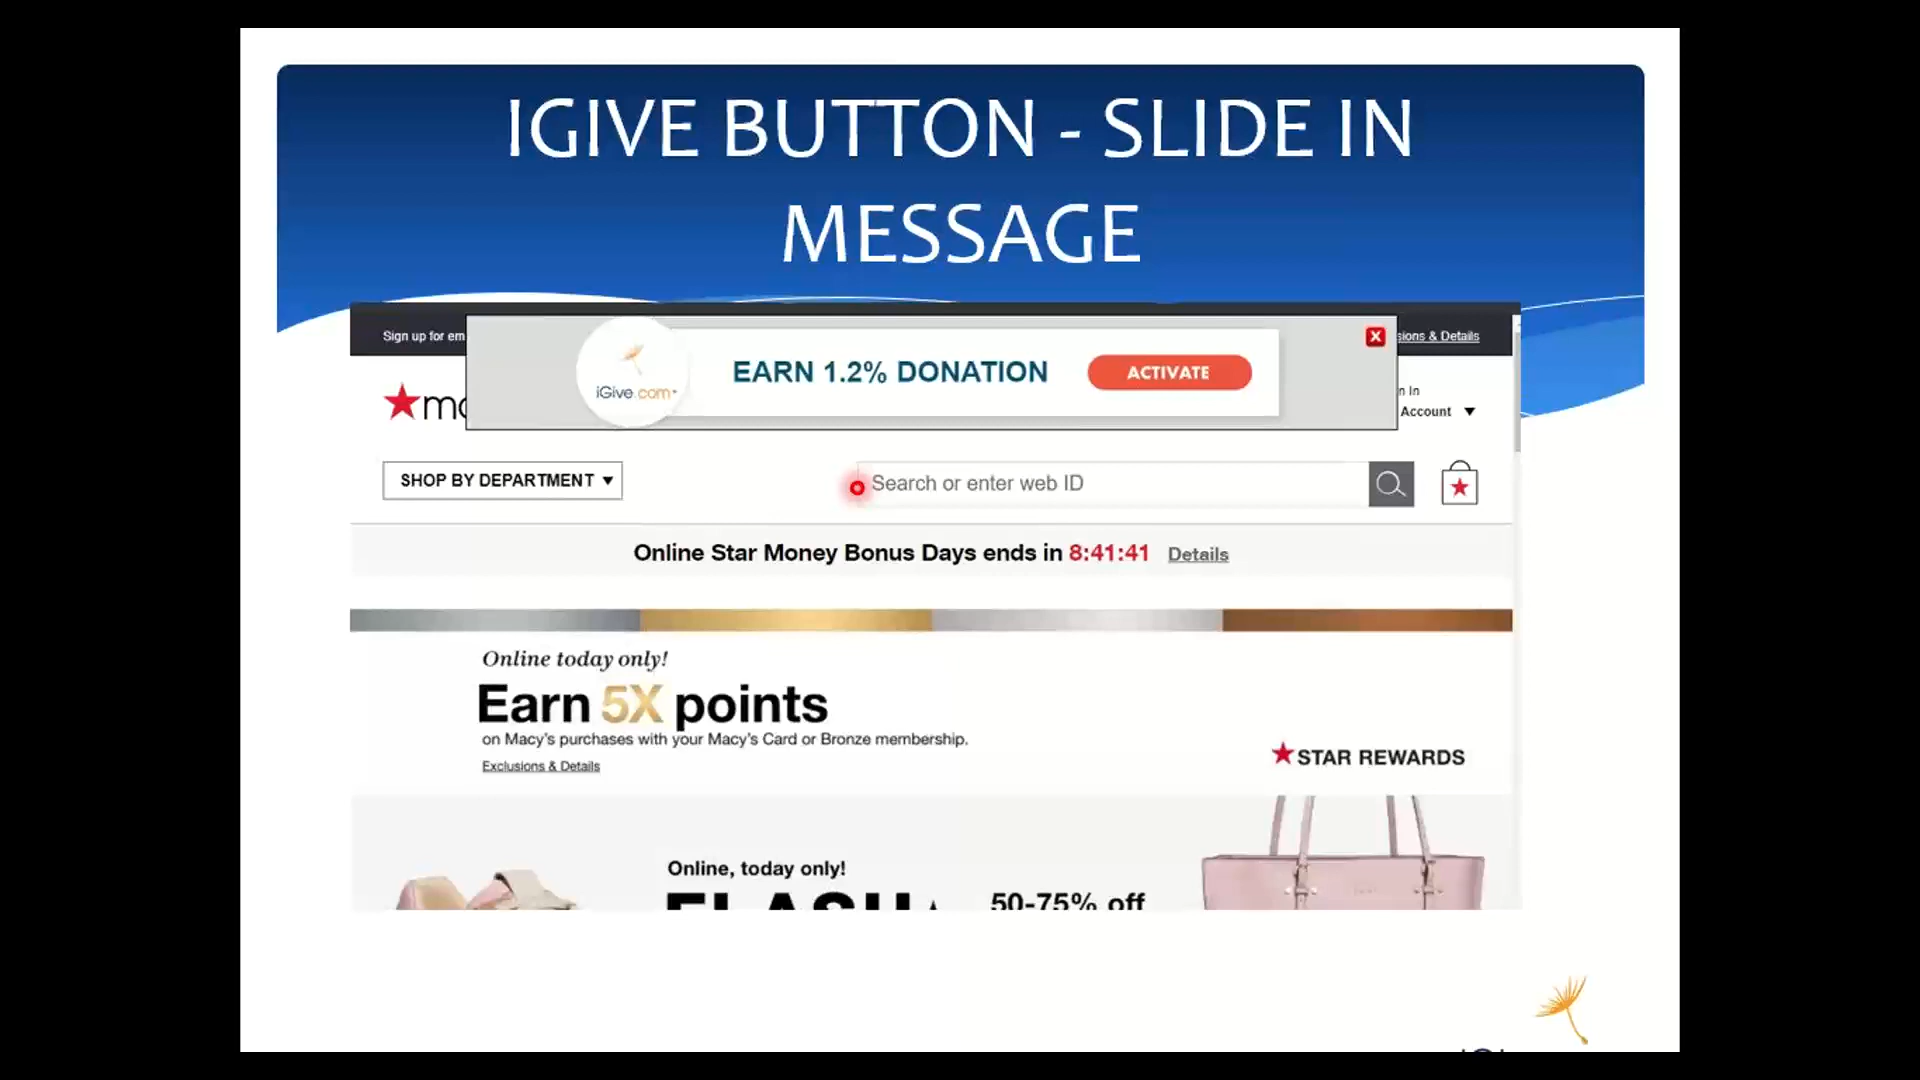 IGIVE BUTTON - SLIDE IN
MESSAGE
Sign up for em
sions & Details
iGive.com
EARN 1.2% DONATION
ACTIVATE
X
n In
Account
SHOP BY DEPARTMENT
Search or enter web ID
Online Star Money Bonus Days ends in 8:41:41 Details
Online today only!
Earn 5X points
on Macy's purchases with your Macy's Card or Bronze membership.
Exclusions & Details
STAR REWARDS
Online, today only!
FLASH
50-75% off